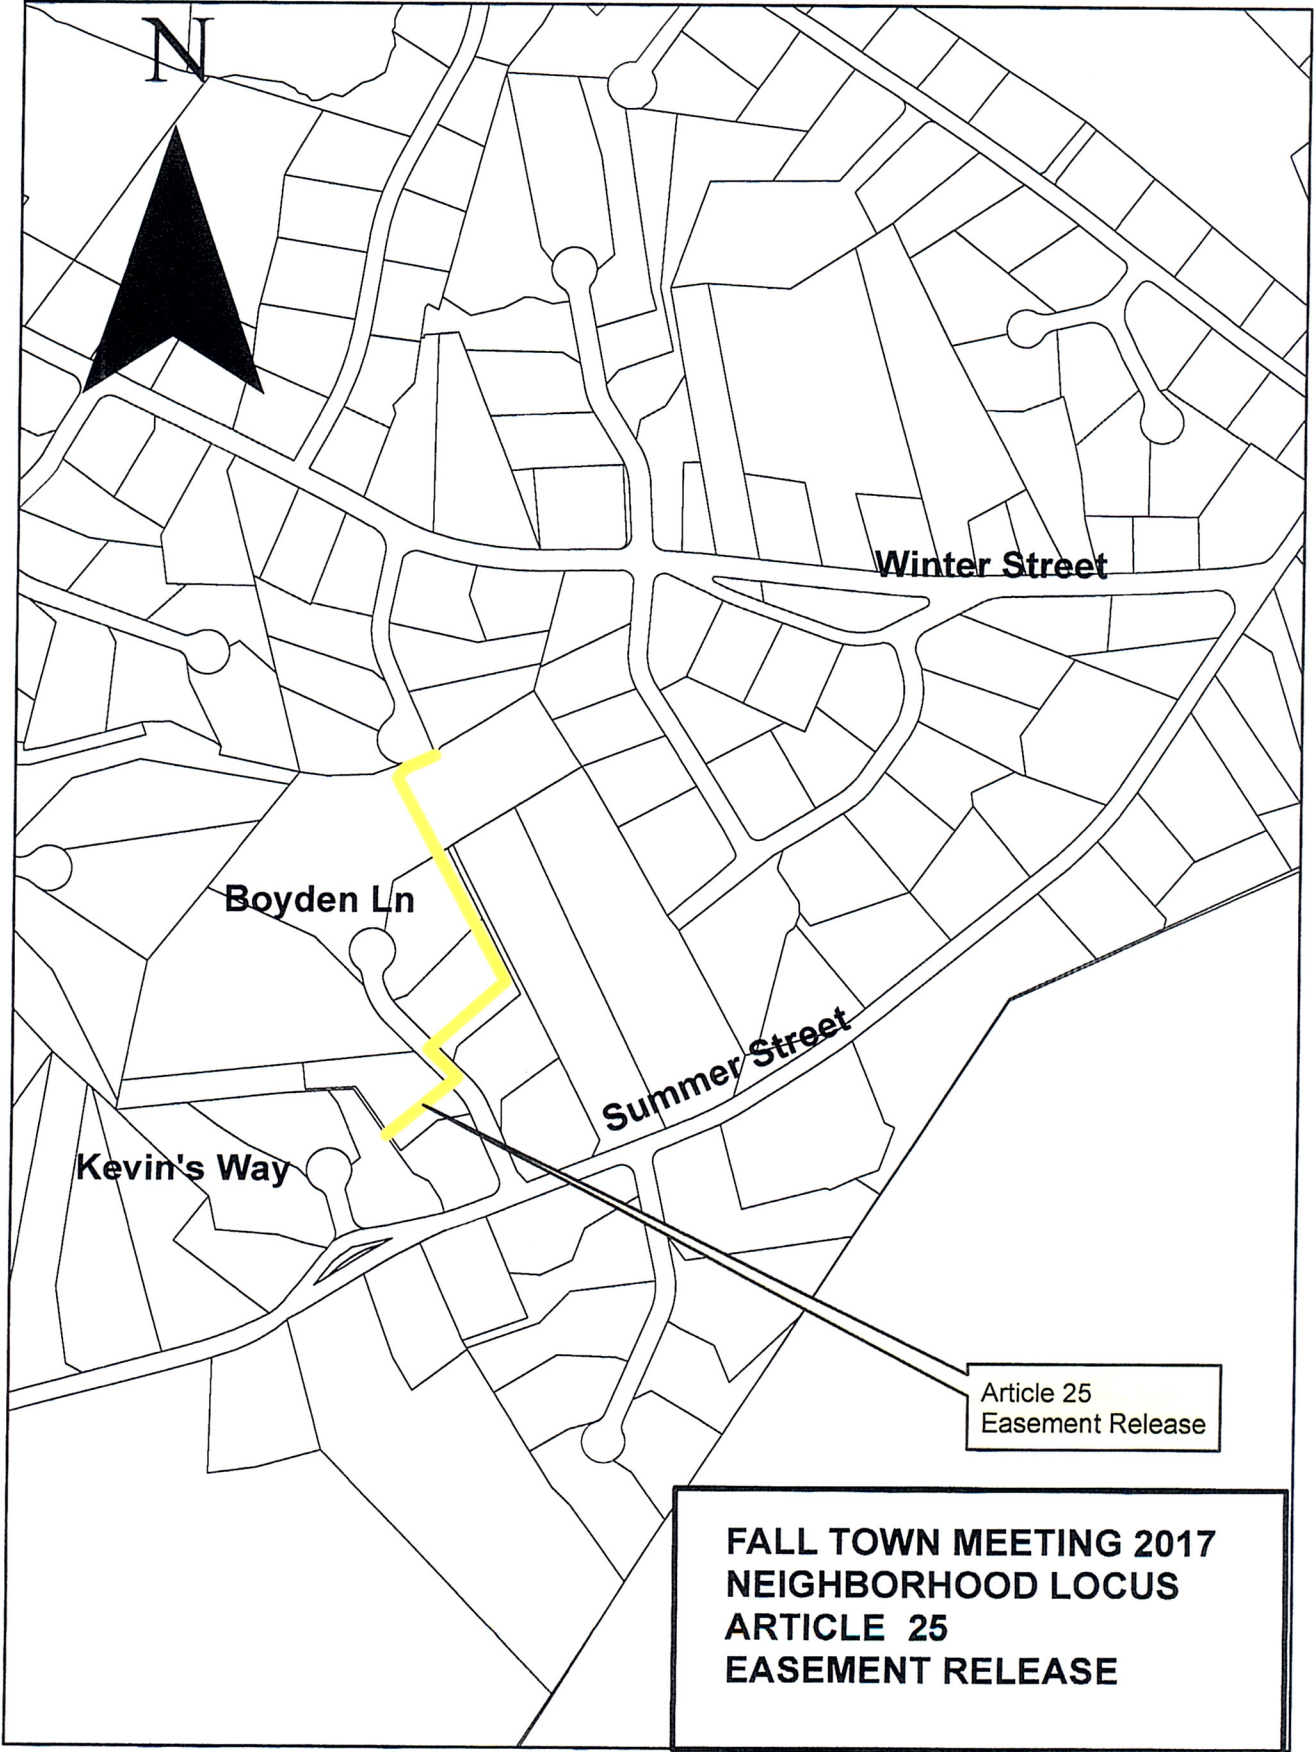 N
Winter Street
Boyden Ln
Summer Street
Kevin's Way
Article 25
Easement Release
FALL TOWN MEETING 2017
NEIGHBORHOOD LOCUS
ARTICLE 25
EASEMENT RELEASE